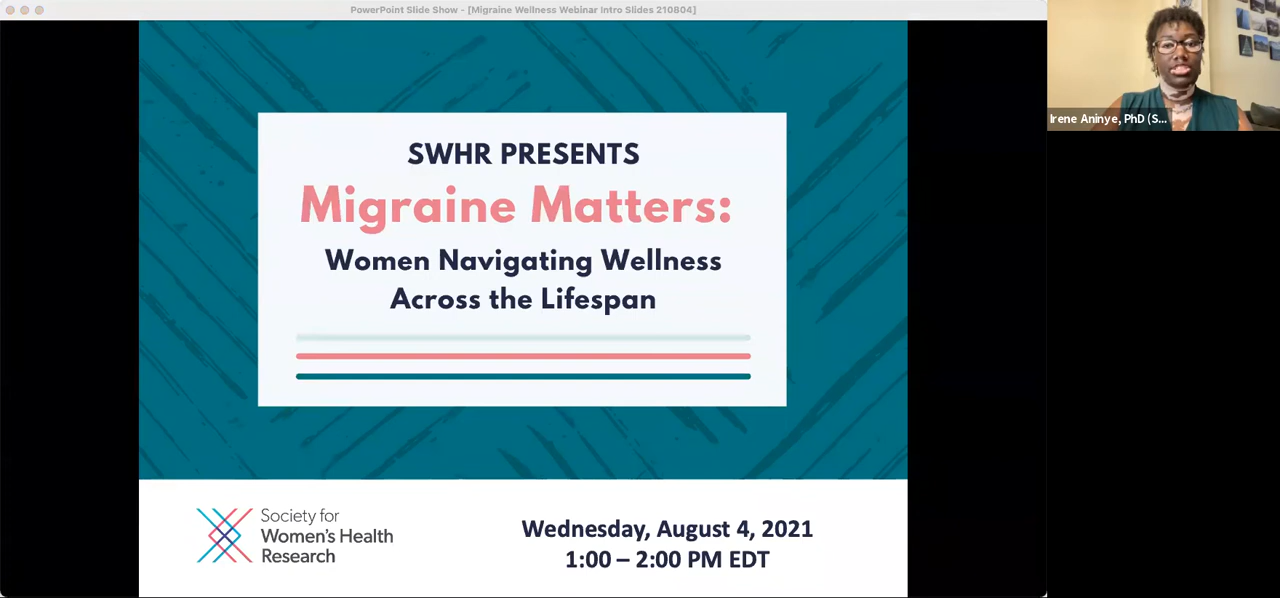 PowerPoint Slide Show - [Migraine Wellness Webinar Intro Slides 210804]
SWHR PRESENTS
Migraine Matters:
Women Navigating Wellness
Across the Lifespan
Society for
Women's Health
Research
Wednesday, August 4, 2021
1:00 – 2:00 PM EDT
Irene Aninye, PhD (S...